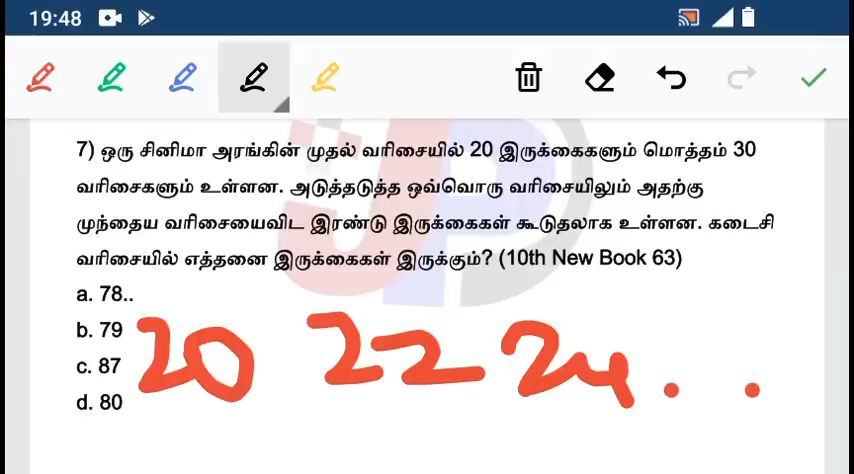 19:48
7) ஒரு சினிமா அரங்கின் முதல் வரிசையில் 20 இருக்கைகளும் மொத்தம் 30
வரிசைகளும் உள்ளன. அடுத்தடுத்த ஒவ்வொரு வரிசையிலும் அதற்கு
முந்தைய வரிசையைவிட இரண்டு இருக்கைகள் கூடுதலாக உள்ளன. கடைசி
வரிசையில் எத்தனை இருக்கைகள் இருக்கும்? (10th New Book 63)
a. 78..
b. 79
c. 87
d. 80
20 22 24 . .
JP